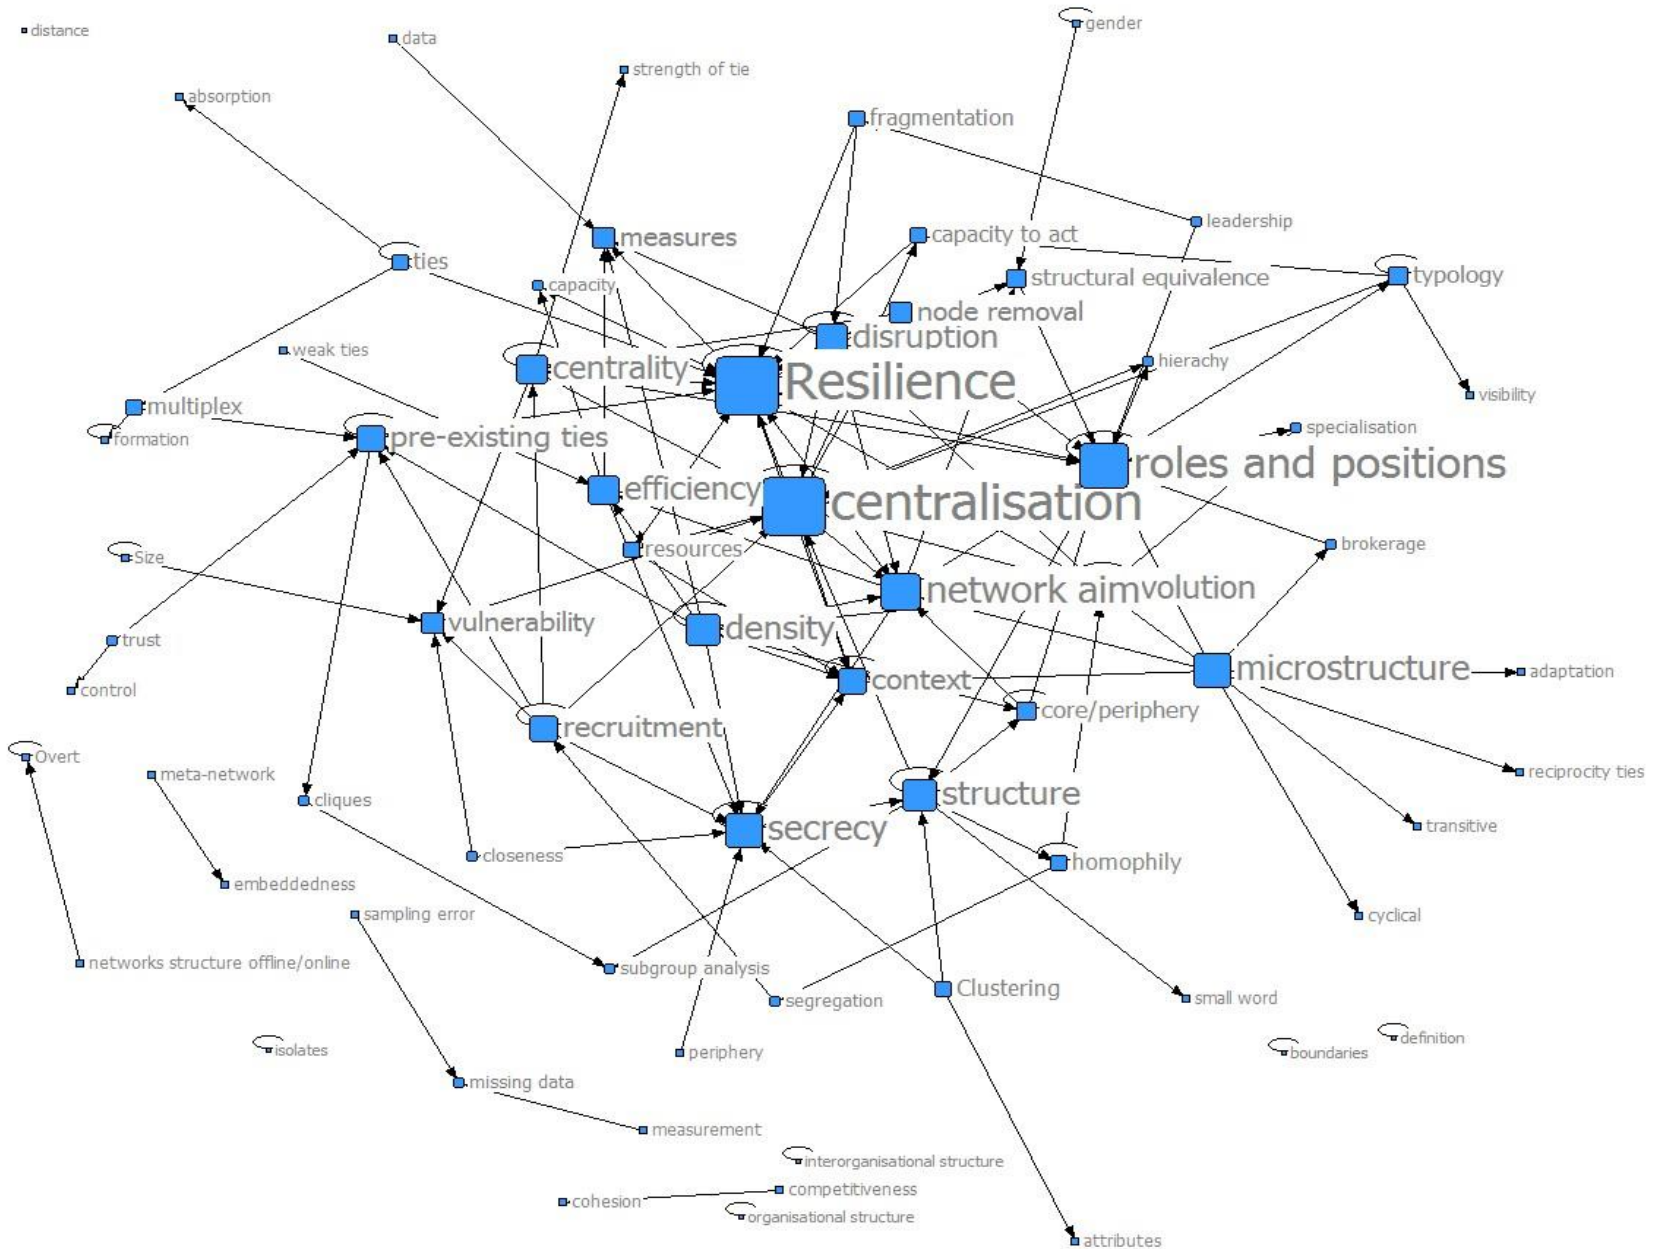 distance
data
gender
strength of tie
absorption
fragmentation
leadership
measures
capacity to act
ties
structural equivalence
typology
capacity
node removal
disruption
weak ties
hierachy
centrality
Resilience
visibility
multiplex
specialisation
formation
pre-existing ties
roles and positions
efficiency
centralisation
resources
brokerage
Size
network aim
volution
vulnerability
density
trust
microstructure
adaptation
context
control
core/periphery
recruitment
Overt
meta-network
reciprocity ties
structure
cliques
secrecy
transitive
closeness
homophily
embeddedness
sampling error
cyclical
networks structure offline/online
subgroup analysis
Clustering
segregation
small word
definition
isolates
periphery
boundaries
missing data
measurement
interorganisational structure
competitiveness
cohesion
organisational structure
attributes